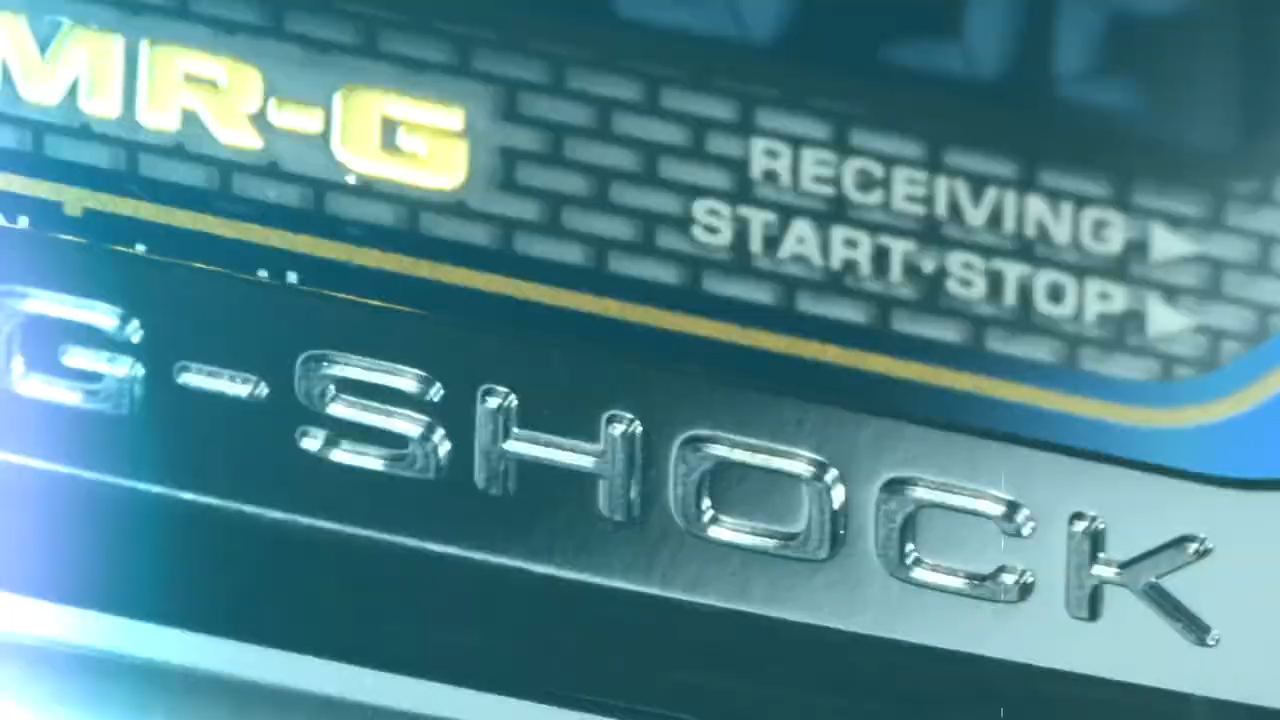 MR-G
RECEIVING ▶
START•STOP ▶
G-SHOCK